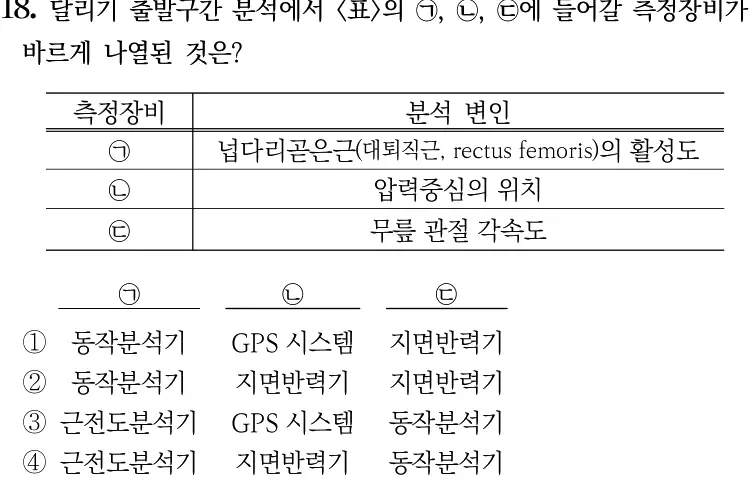 18. 달리기 출발구간 분석에서 〈표〉의 ㉠, ㉡, ㉢에 들어갈 측정장비가
바르게 나열된 것은?
측정장비 분석 변인
㉠ 넙다리곧은근(대퇴직근, rectus femoris)의 활성도
㉡ 압력중심의 위치
㉢ 무릎 관절 각속도
㉠ ㉡ ㉢
① 동작분석기 GPS 시스템 지면반력기
② 동작분석기 지면반력기 지면반력기
③ 근전도분석기 GPS 시스템 동작분석기
④ 근전도분석기 지면반력기 동작분석기